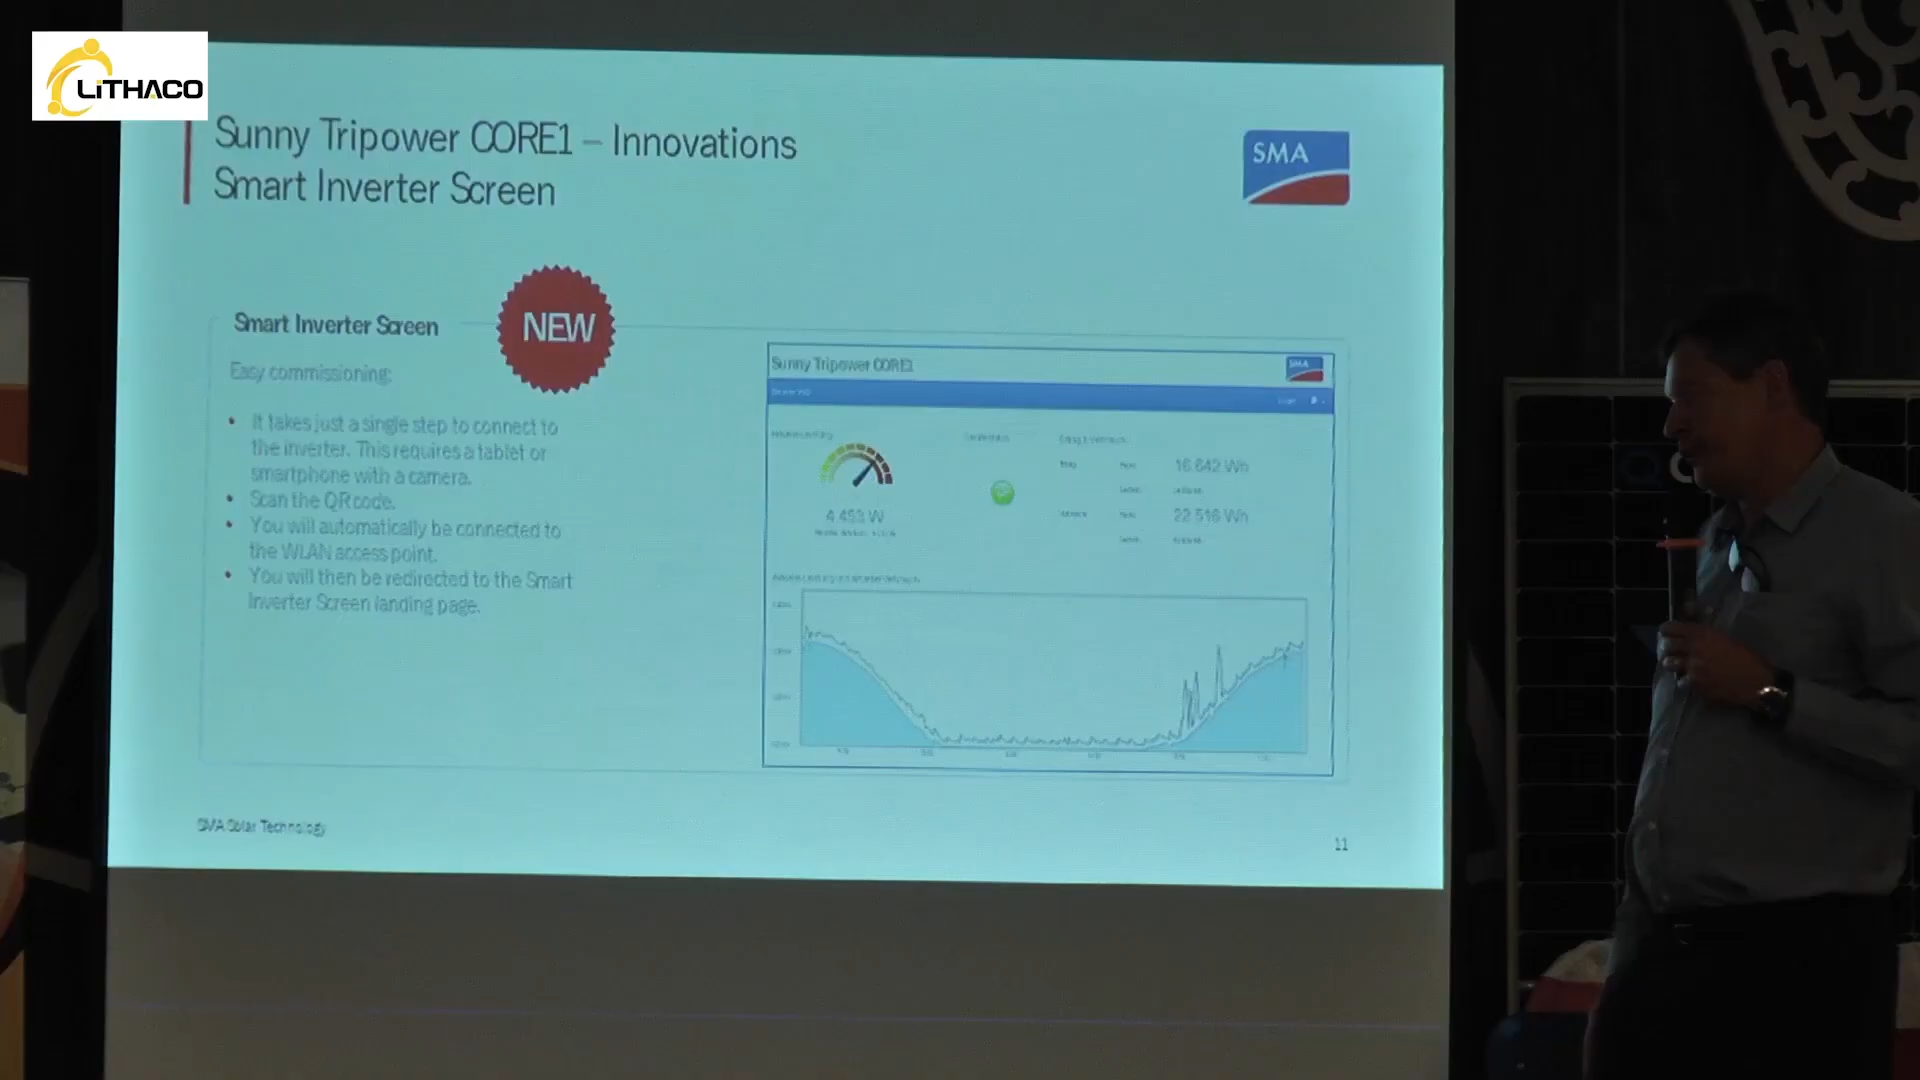 LiTHACO
Sunny Tripower CORE1 – Innovations
Smart Inverter Screen
SMA
NEW
Smart Inverter Screen
Easy commissioning:
• It takes just a single step to connect to
the inverter. This requires a tablet or
smartphone with a camera.
• Scan the QR code.
• You will automatically be connected to
the WLAN access point.
• You will then be redirected to the Smart
Inverter Screen landing page.
Sunny Tripower CORE1
SMA
16.642 Wh
4.453 W
22.516 Wh
SMA Solar Technology
11